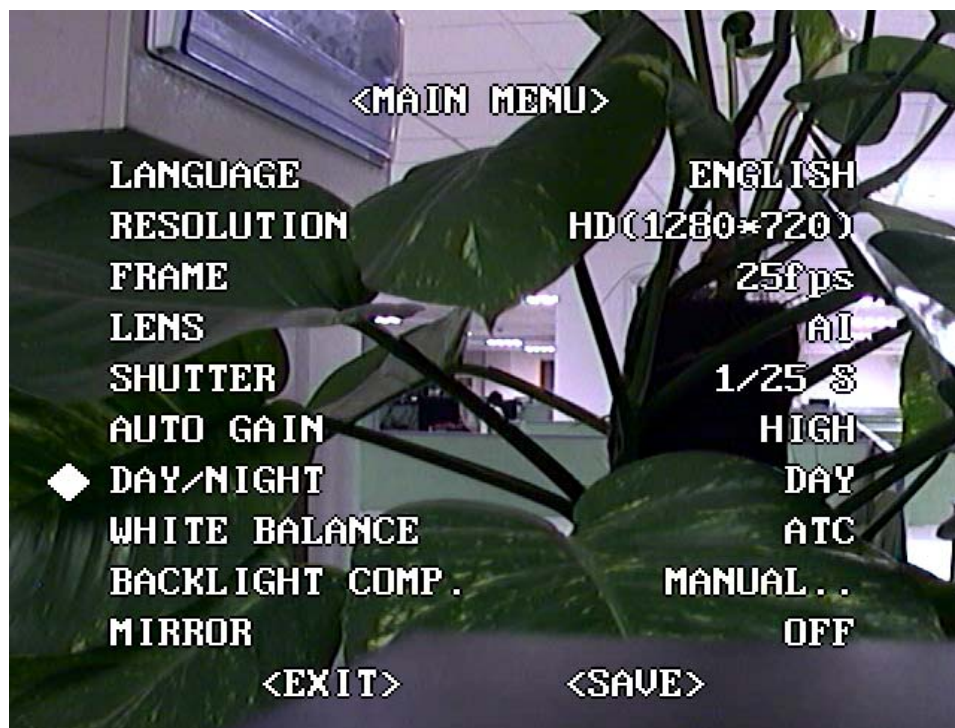 <MAIN MENU>
LANGUAGE ENGLISH
RESOLUTION HD(1280*720)
FRAME 25fps
LENS AI
SHUTTER 1/25 S
AUTO GAIN HIGH
DAY/NIGHT DAY
WHITE BALANCE ATC
BACKLIGHT COMP. MANUAL..
MIRROR OFF
<EXIT> <SAVE>